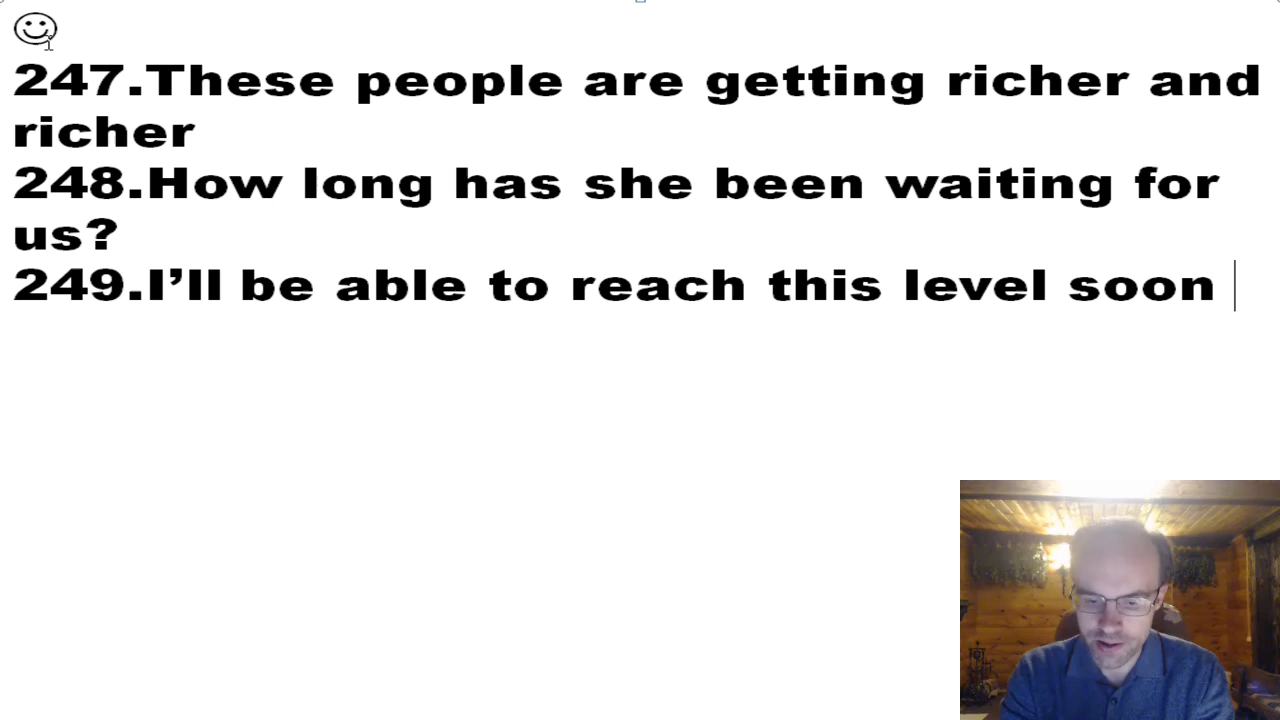 247.These people are getting richer and
richer
248.How long has she been waiting for
us?
249.I’ll be able to reach this level soon